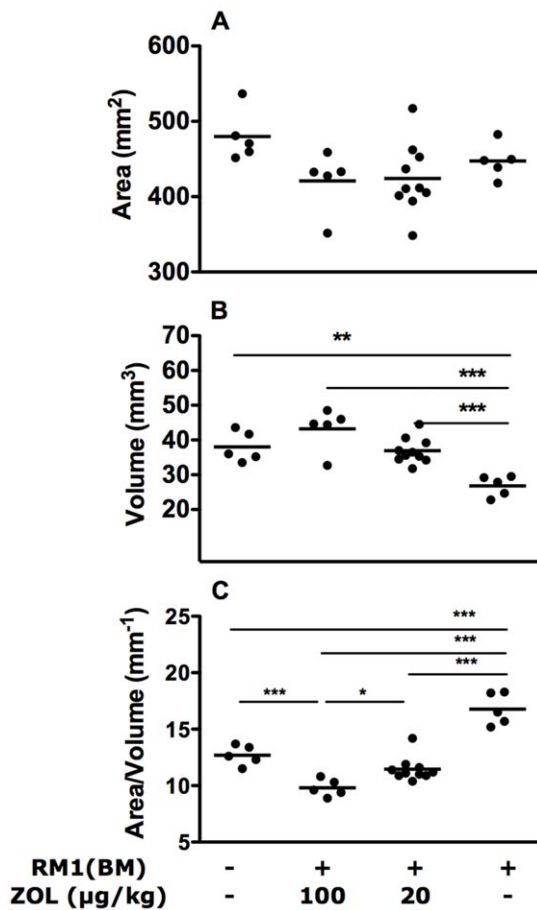 A
600
500
400
300
Area (mm²)
B
70
60
50
40
30
20
Volume (mm³)
**
***
***
C
25
20
15
10
5
Area/Volume (mm⁻¹)
***
***
***
*** *
RM1(BM) - + + +
ZOL (µg/kg) - 100 20 -